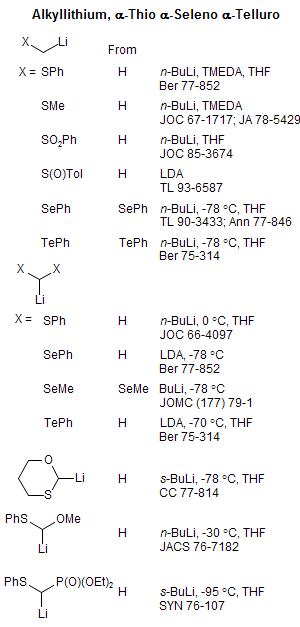 Alkyllithium, α-Thio α-Seleno α-Telluro
X Li
From
X = SPh H n-BuLi, TMEDA, THF
Ber 77-852
SMe H n-BuLi, TMEDA
JOC 67-1717; JA 78-5429
SO2Ph H n-BuLi, THF
JOC 85-3674
S(O)Tol H LDA
TL 93-6587
SePh SePh n-BuLi, -78 °C, THF
TL 90-3433; Ann 77-846
TePh TePh n-BuLi, -78 °C, THF
Ber 75-314
X X
Li
X = SPh H n-BuLi, 0 °C, THF
JOC 66-4097
SePh H LDA, -78 °C
Ber 77-852
SeMe SeMe BuLi, -78 °C
JOMC (177) 79-1
TePh H LDA, -70 °C, THF
Ber 75-314
O
Li H s-BuLi, -78 °C, THF
S CC 77-814
PhS OMe
H n-BuLi, -30 °C, THF
Li JACS 76-7182
PhS P(O)(OEt)2 H s-BuLi, -95 °C, THF
SYN 76-107
Li